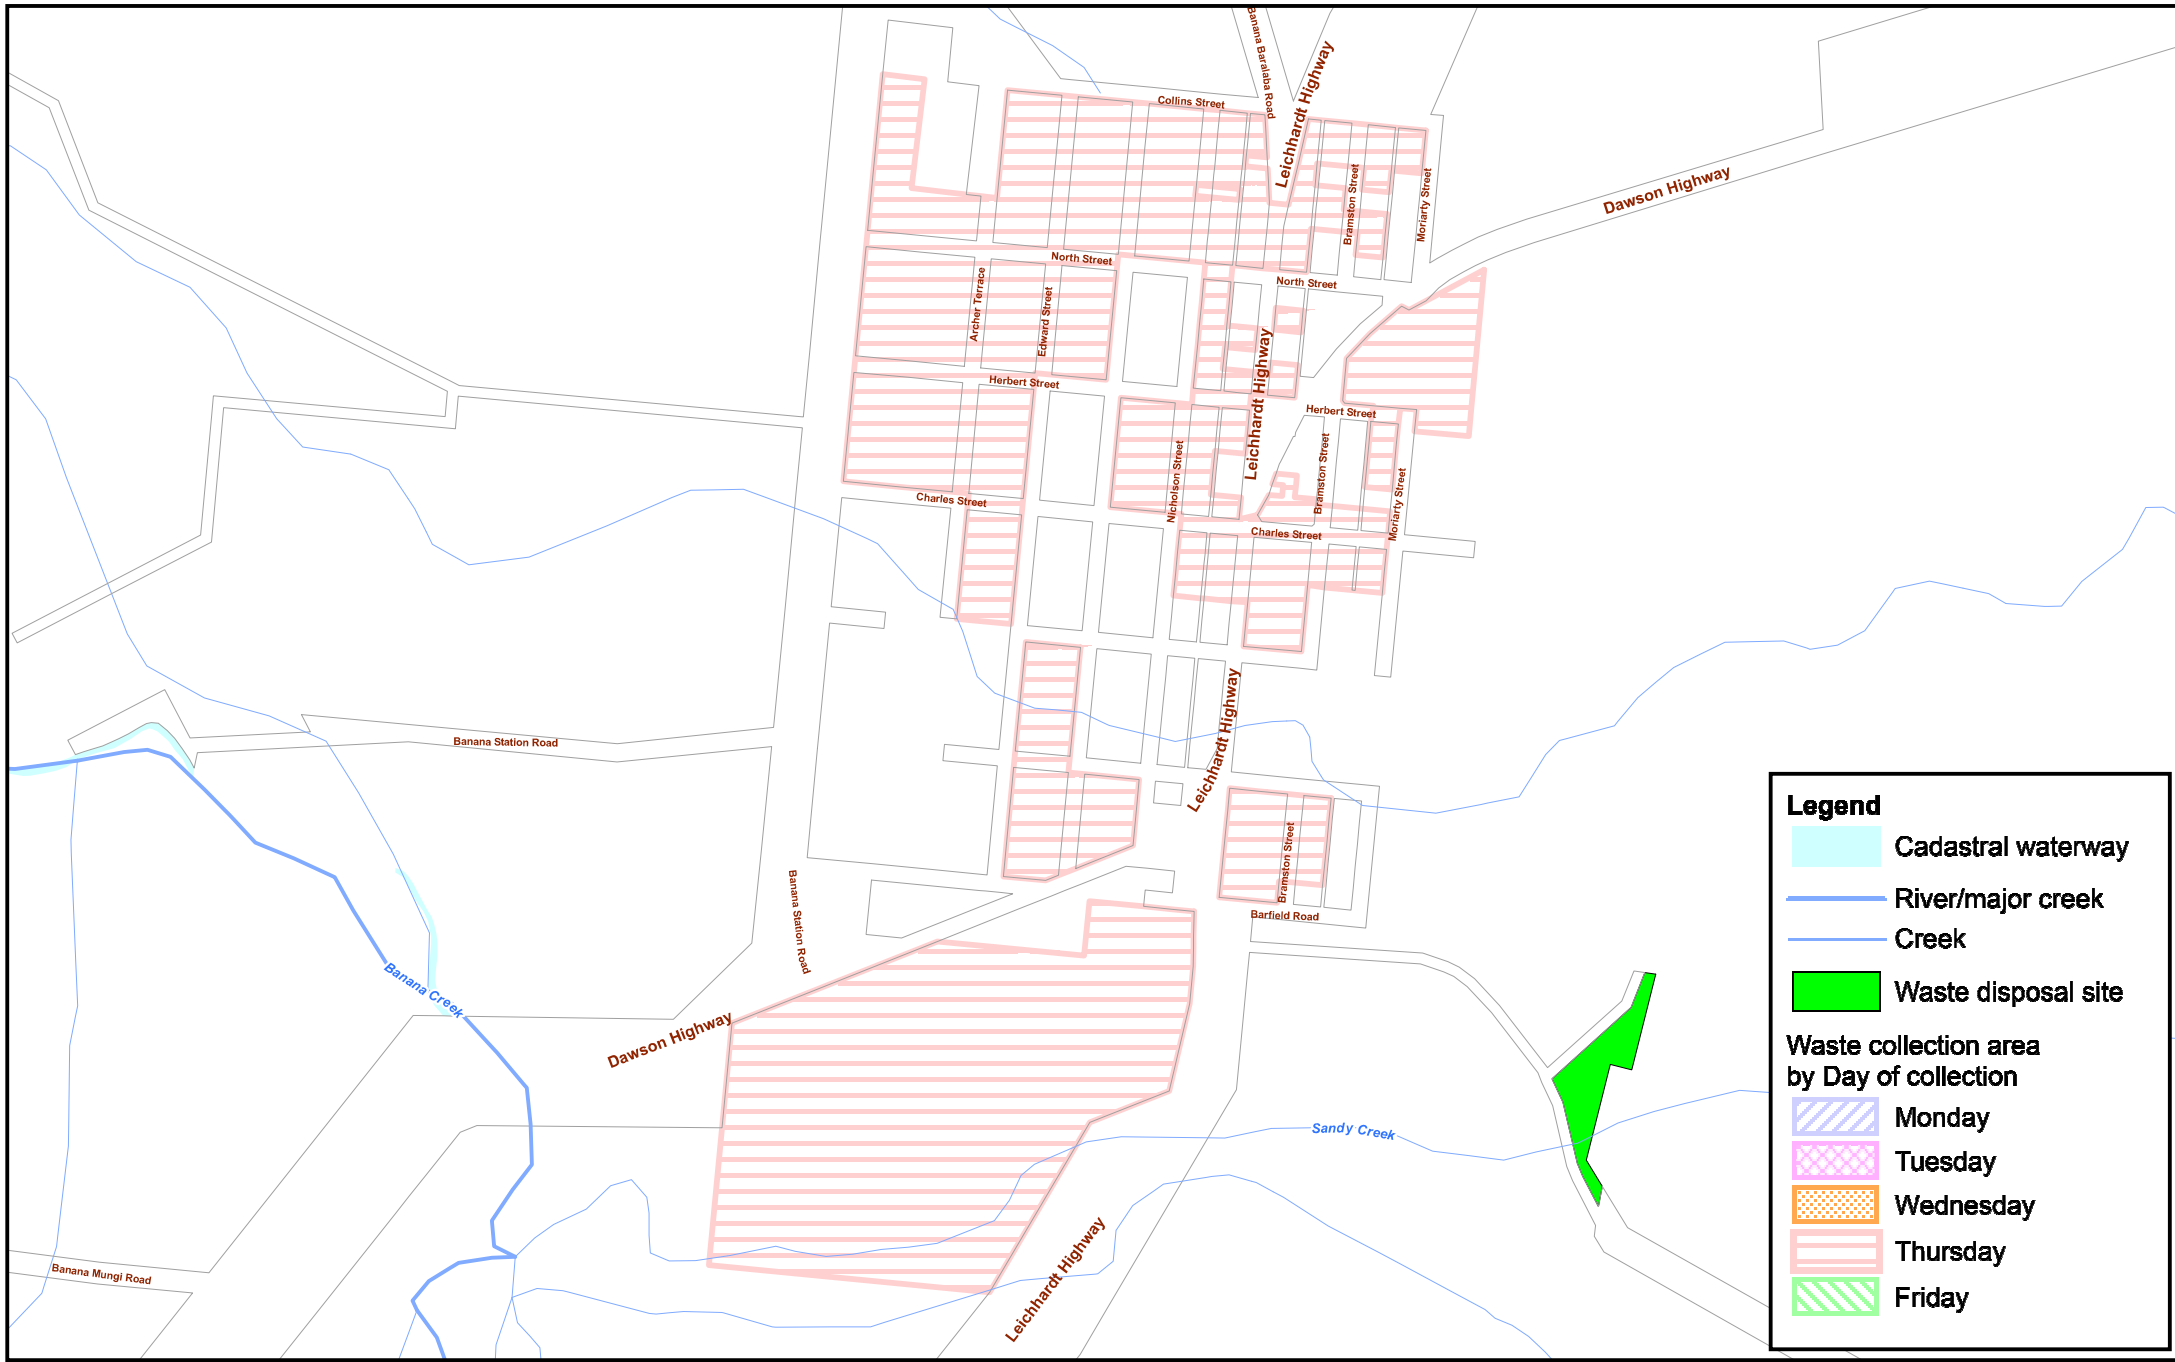 Banana Baralaba Road
Leichhardt Highway
Collins Street
Bramston Street
Moriarty Street
Dawson Highway
North Street
North Street
Archer Terrace
Edward Street
Leichhardt Highway
Herbert Street
Herbert Street
Nicholson Street
Bramston Street
Moriarty Street
Charles Street
Charles Street
Leichhardt Highway
Banana Station Road
Bramston Street
Banana Station Road
Barfield Road
Banana Creek
Dawson Highway
Sandy Creek
Leichhardt Highway
Banana Mungi Road
Legend
Cadastral waterway
River/major creek
Creek
Waste disposal site
Waste collection area
by Day of collection
Monday
Tuesday
Wednesday
Thursday
Friday